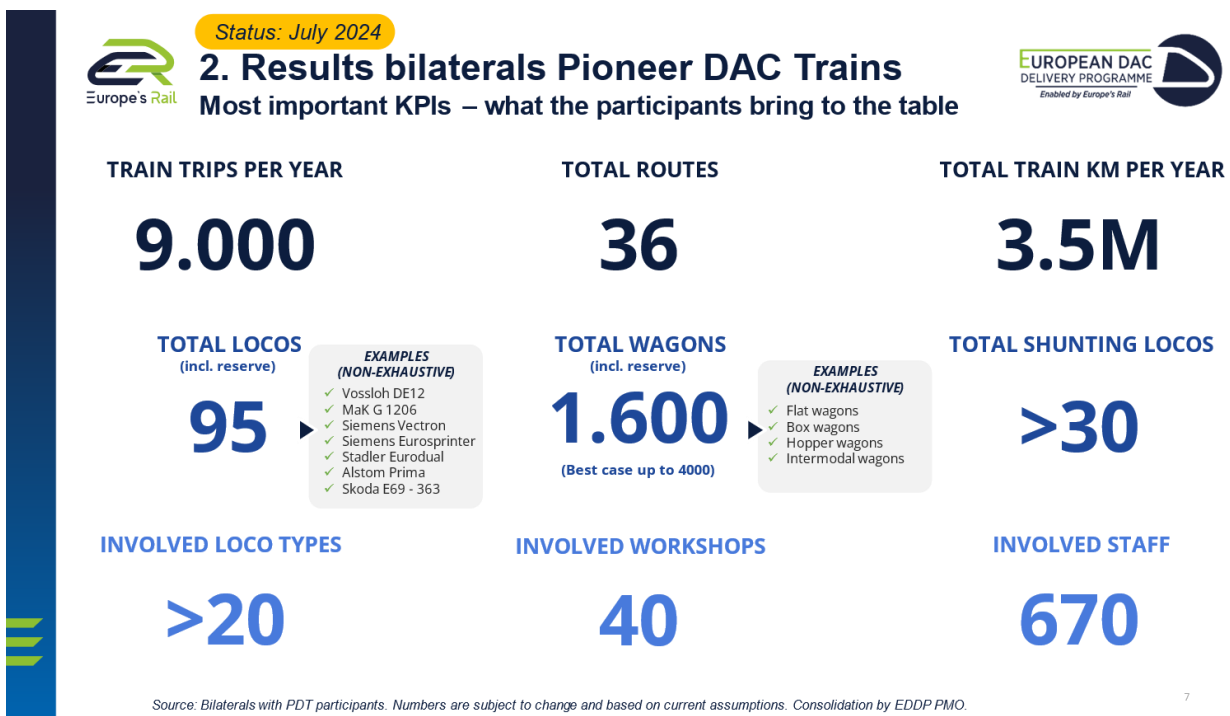 Status: July 2024
2. Results bilaterals Pioneer DAC Trains
Most important KPIs – what the participants bring to the table
Europe's Rail
EUROPEAN DAC
DELIVERY PROGRAMME
Enabled by Europe's Rail
TRAIN TRIPS PER YEAR
9.000
TOTAL ROUTES
36
TOTAL TRAIN KM PER YEAR
3.5M
TOTAL LOCOS
(incl. reserve)
95
EXAMPLES
(NON-EXHAUSTIVE)
Vossloh DE12
MaK G 1206
Siemens Vectron
Siemens Eurosprinter
Stadler Eurodual
Alstom Prima
Skoda E69 - 363
TOTAL WAGONS
(incl. reserve)
1.600
(Best case up to 4000)
EXAMPLES
(NON-EXHAUSTIVE)
Flat wagons
Box wagons
Hopper wagons
Intermodal wagons
TOTAL SHUNTING LOCOS
>30
INVOLVED LOCO TYPES
>20
INVOLVED WORKSHOPS
40
INVOLVED STAFF
670
Source: Bilaterals with PDT participants. Numbers are subject to change and based on current assumptions. Consolidation by EDDP PMO.
7